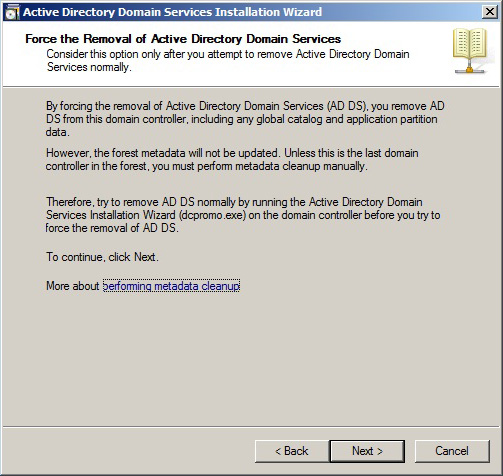 Active Directory Domain Services Installation Wizard
Force the Removal of Active Directory Domain Services
Consider this option only after you attempt to remove Active Directory Domain
Services normally.
By forcing the removal of Active Directory Domain Services (AD DS), you remove AD
DS from this domain controller, including any global catalog and application partition
data.
However, the forest metadata will not be updated. Unless this is the last domain
controller in the forest, you must perform metadata cleanup manually.
Therefore, try to remove AD DS normally by running the Active Directory Domain
Services Installation Wizard (dcpromo.exe) on the domain controller before you try to
force the removal of AD DS.
To continue, click Next.
More about performing metadata cleanup
< Back
Next >
Cancel